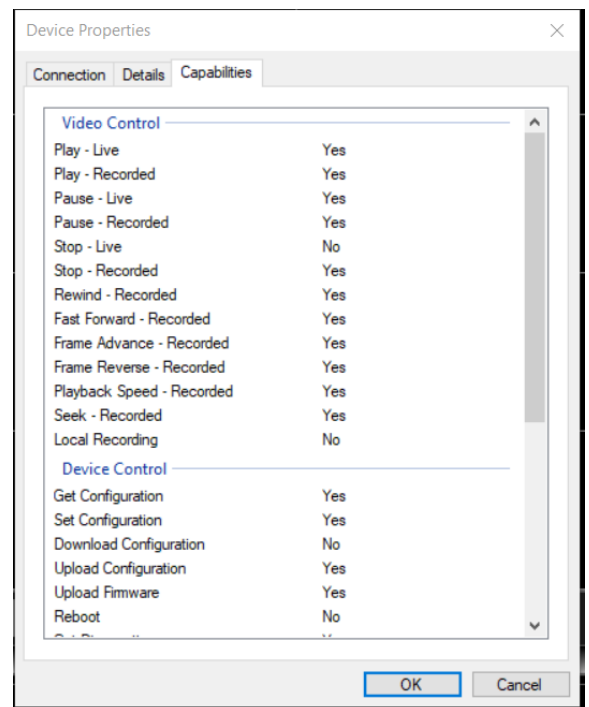 Device Properties
Connection Details Capabilities
Video Control
Play - Live Yes
Play - Recorded Yes
Pause - Live Yes
Pause - Recorded Yes
Stop - Live No
Stop - Recorded Yes
Rewind - Recorded Yes
Fast Forward - Recorded Yes
Frame Advance - Recorded Yes
Frame Reverse - Recorded Yes
Playback Speed - Recorded Yes
Seek - Recorded Yes
Local Recording No
Device Control
Get Configuration Yes
Set Configuration Yes
Download Configuration No
Upload Configuration Yes
Upload Firmware Yes
Reboot No
OK Cancel